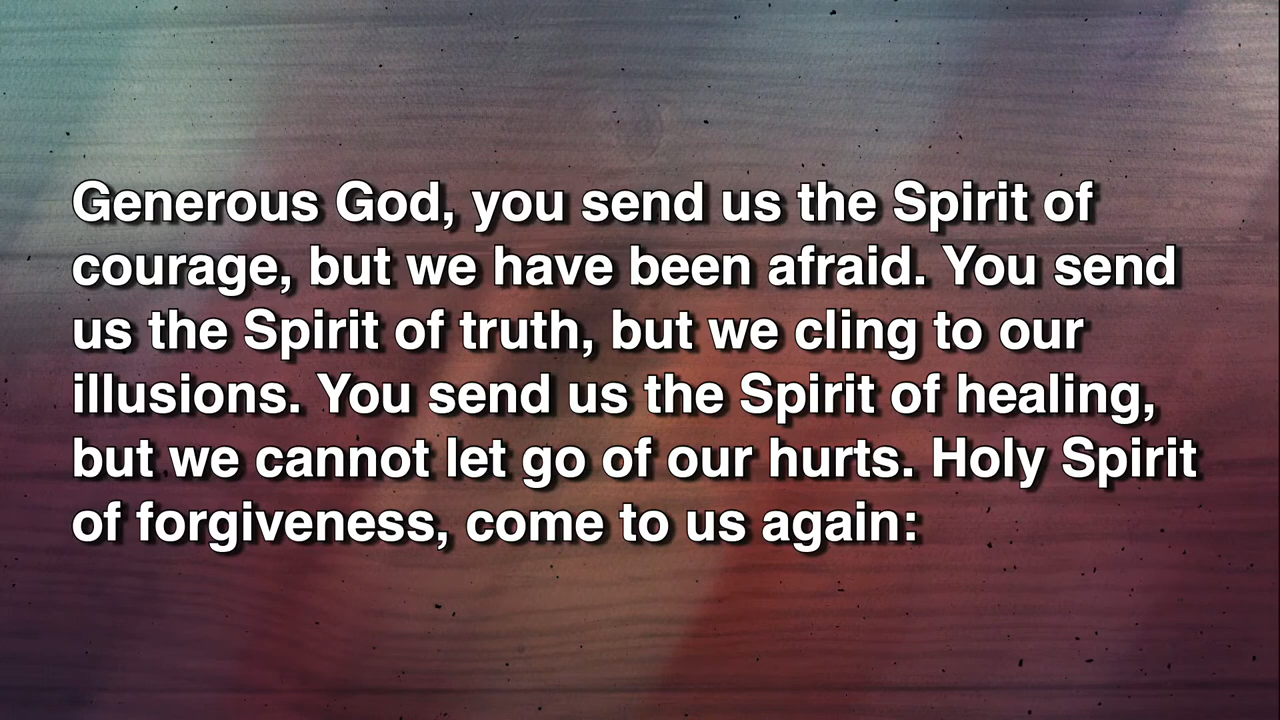 Generous God, you send us the Spirit of
courage, but we have been afraid. You send
us the Spirit of truth, but we cling to our
illusions. You send us the Spirit of healing,
but we cannot let go of our hurts. Holy Spirit
of forgiveness, come to us again: